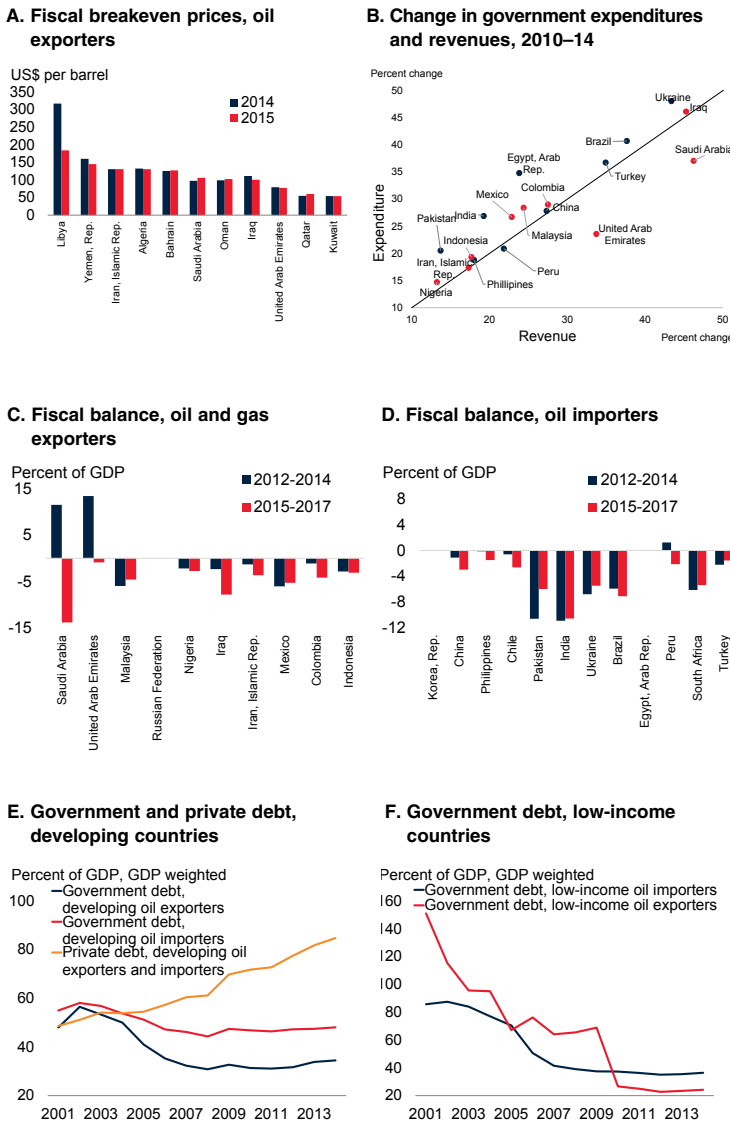 A. Fiscal breakeven prices, oil
exporters
US$ per barrel
350
300
250
200
150
100
50
0
2014
2015
Libya
Yemen, Rep.
Iran, Islamic Rep.
Algeria
Bahrain
Saudi Arabia
Oman
Iraq
United Arab Emirates
Qatar
Kuwait
B. Change in government expenditures
and revenues, 2010–14
Percent change
50
45
40
35
30
25
20
15
10
Expenditure
Ukraine
Iraq
Brazil
Saudi Arabia
Egypt, Arab
Rep.
Turkey
Mexico
Colombia
China
Pakistan
India
Malaysia
United Arab
Emirates
Indonesia
Iran, Islamic
Rep.
Peru
Phillipines
Nigeria
10
20
30
40
50
Revenue
Percent change
C. Fiscal balance, oil and gas
exporters
Percent of GDP
15
5
-5
-15
2012-2014
2015-2017
Saudi Arabia
United Arab Emirates
Malaysia
Russian Federation
Nigeria
Iraq
Iran, Islamic Rep.
Mexico
Colombia
Indonesia
D. Fiscal balance, oil importers
Percent of GDP
8
4
0
-4
-8
-12
2012-2014
2015-2017
Korea, Rep.
China
Philippines
Chile
Pakistan
India
Ukraine
Brazil
Egypt, Arab Rep.
Peru
South Africa
Turkey
E. Government and private debt,
developing countries
Percent of GDP, GDP weighted
100
80
60
40
20
Government debt,
developing oil exporters
Government debt,
developing oil importers
Private debt, developing oil
exporters and importers
2001 2003 2005 2007 2009 2011 2013
F. Government debt, low-income
countries
Percent of GDP, GDP weighted
160
140
120
100
80
60
40
20
Government debt, low-income oil importers
Government debt, low-income oil exporters
2001 2003 2005 2007 2009 2011 2013